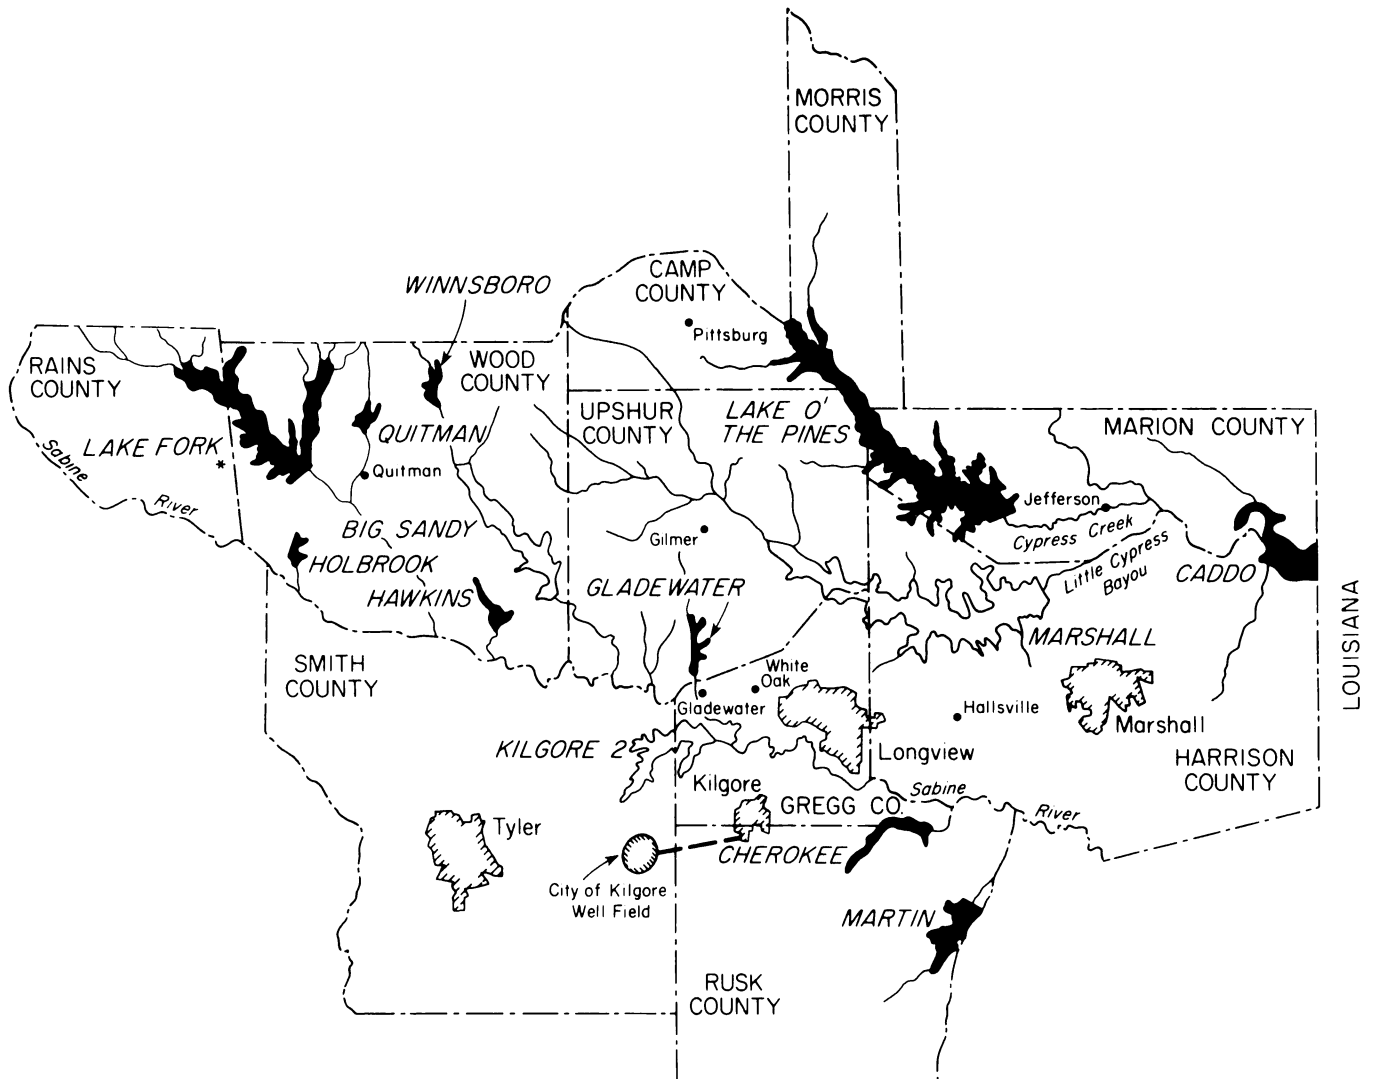 MORRIS
COUNTY
CAMP
COUNTY
WINNSBORO
Pittsburg
RAINS
COUNTY
WOOD
COUNTY
UPSHUR
COUNTY
LAKE O'
THE PINES
MARION COUNTY
LAKE FORK
*
QUITMAN
Quitman
Sabine
River
BIG SANDY
Jefferson
Cypress Creek
Little Cypress
Bayou
Gilmer
HOLBROOK
HAWKINS
GLADEWATER
CADDO
LOUISIANA
MARSHALL
SMITH
COUNTY
White
Oak
Gladewater
Hallsville
Marshall
KILGORE 2
Longview
HARRISON
COUNTY
Kilgore
GREGG CO.
Sabine
River
Tyler
CHEROKEE
City of Kilgore
Well Field
MARTIN
RUSK
COUNTY